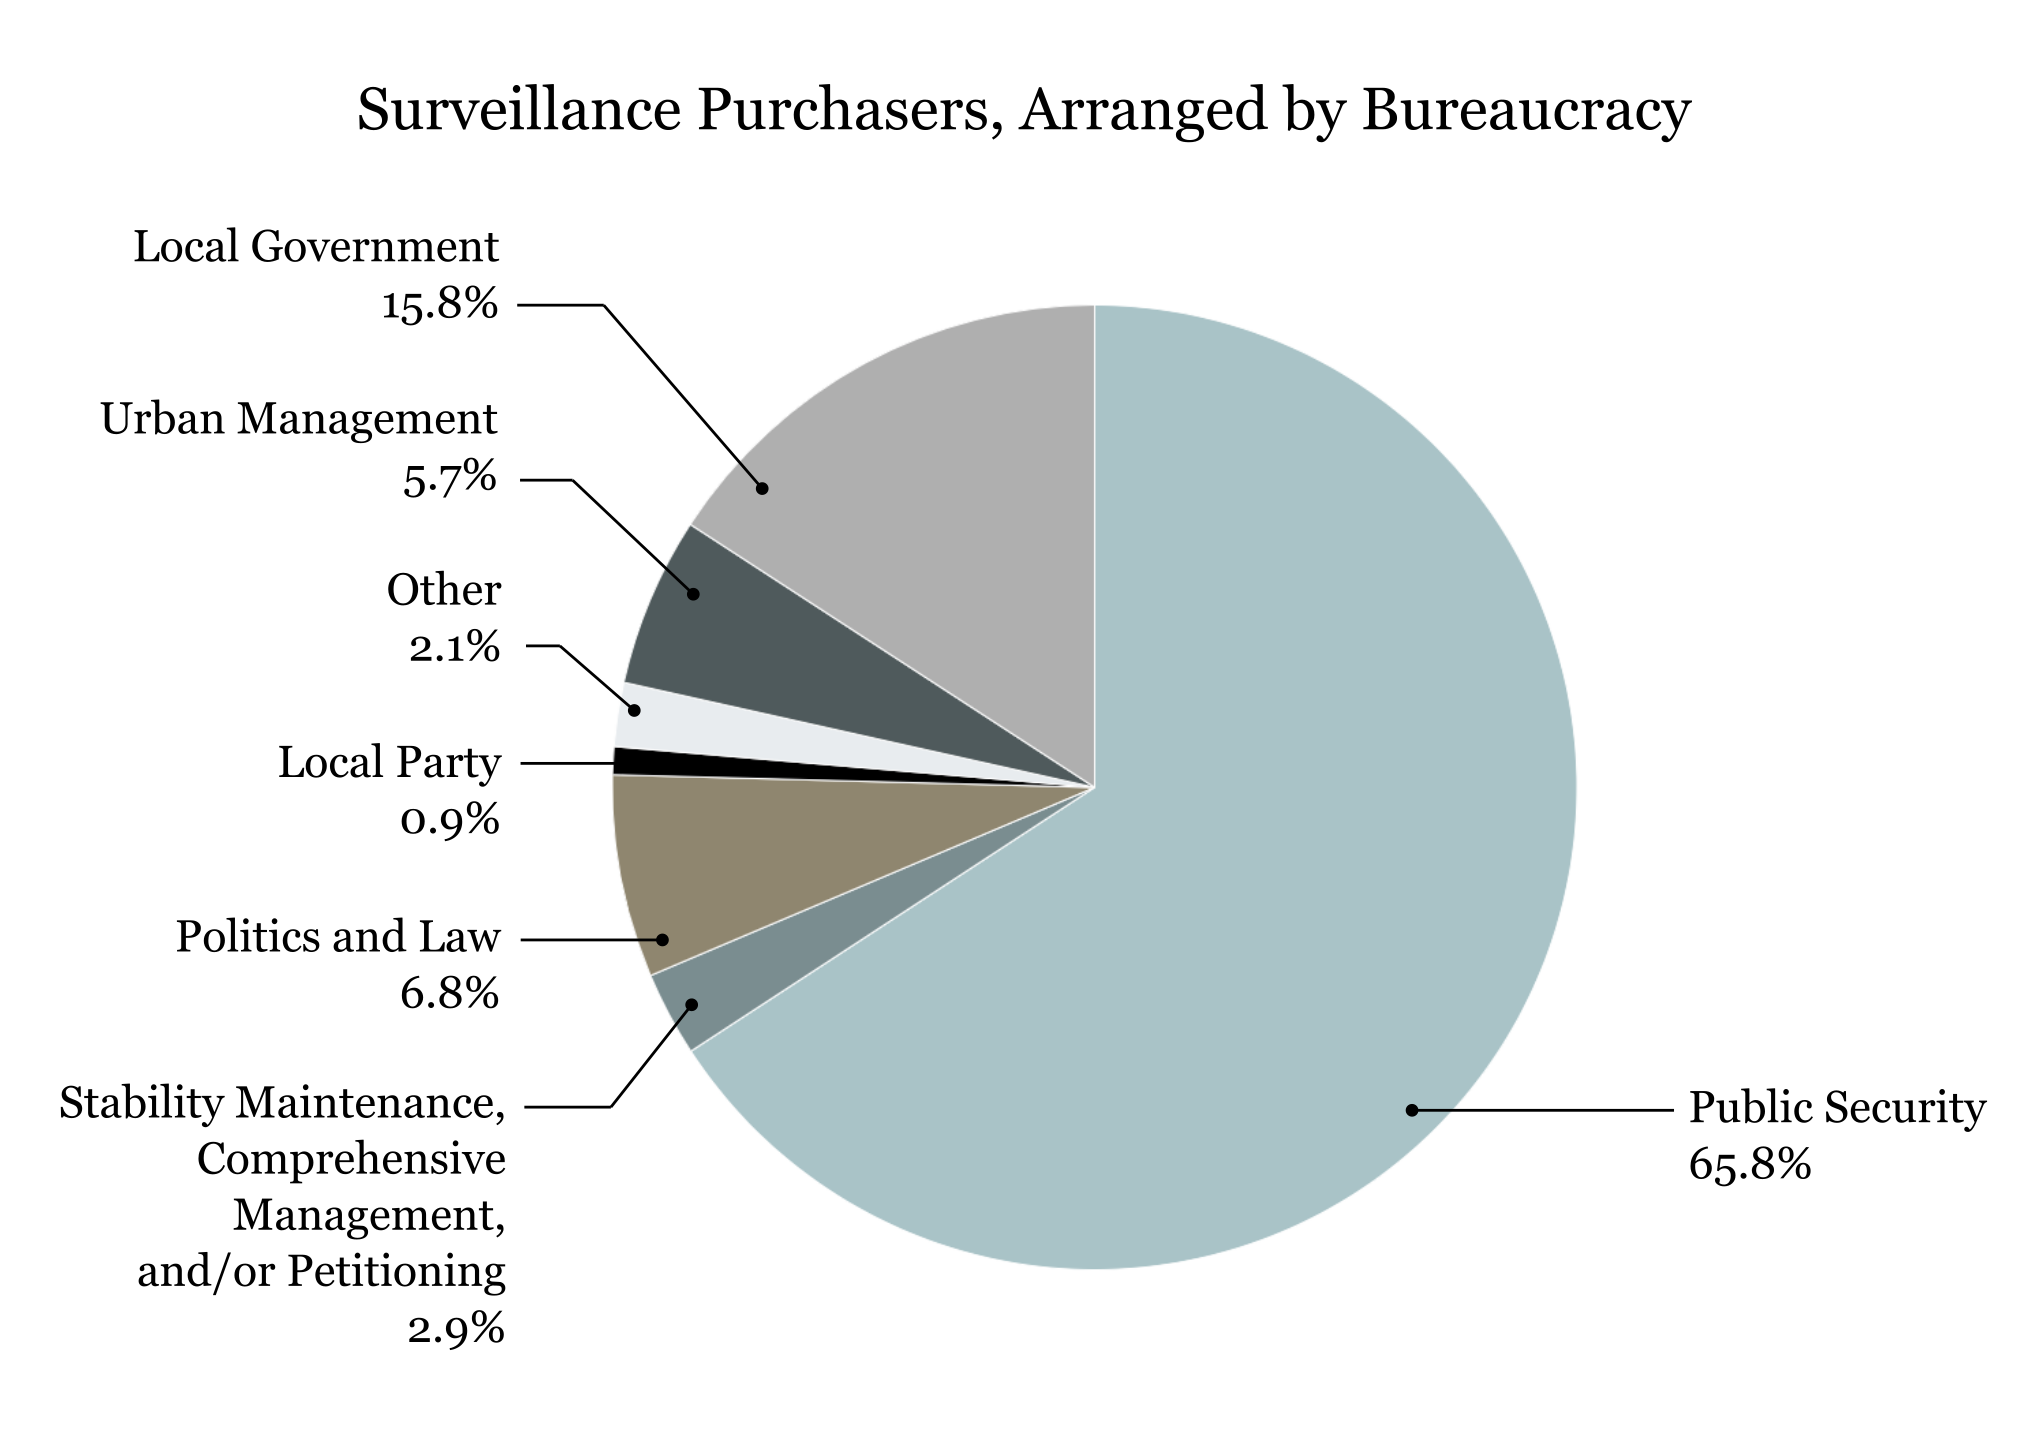 Surveillance Purchasers, Arranged by Bureaucracy
Local Government
15.8%
Urban Management
5.7%
Other
2.1%
Local Party
0.9%
Politics and Law
6.8%
Stability Maintenance,
Comprehensive
Management,
and/or Petitioning
2.9%
Public Security
65.8%